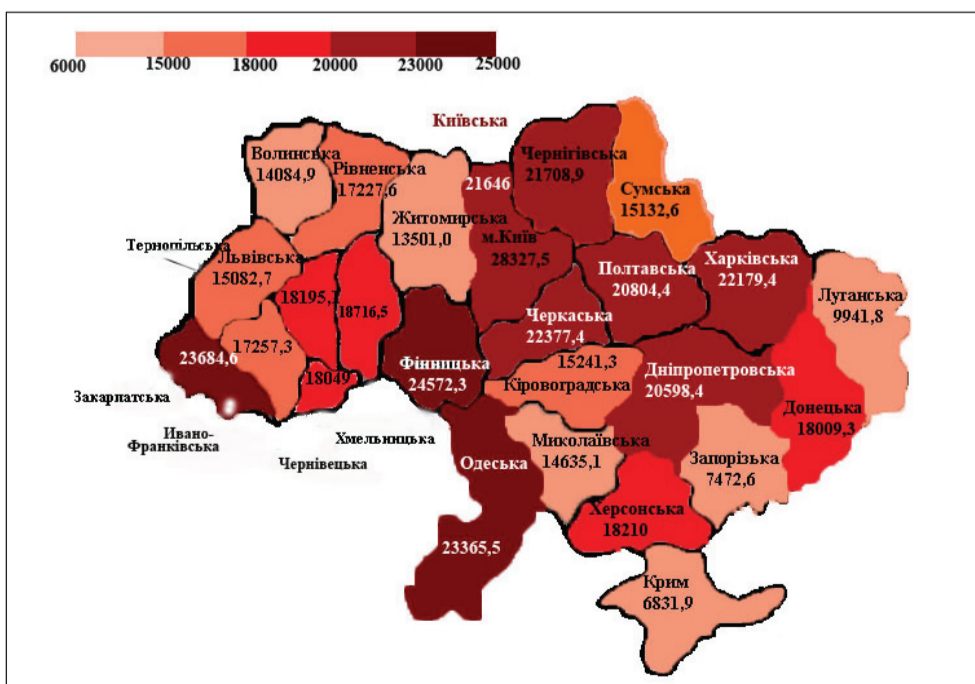 6000 15000 18000 20000 23000 25000
Київська
Чернігівська
21708,9
Волинська
14084,9
Рівненська
17227,6
21646
Сумська
15132,6
Житомирська
13501,0
м.Київ
28327,5
Тернопільська
Львівська
15082,7
Полтавська
20804,4
Харківська
22179,4
Луганська
9941,8
18195,1
18716,5
Черкаська
22377,4
17257,3
23684,6
Фінницька
24572,3
15241,3
Кіровоградська
Дніпропетровська
20598,4
18049
Закарпатська
Донецька
18009,3
Ивано-
Франківська
Хмельницька
Чернівецька
Миколаївська
14635,1
Одеська
Запорізька
7472,6
Херсонська
18210
23365,5
Крим
6831,9